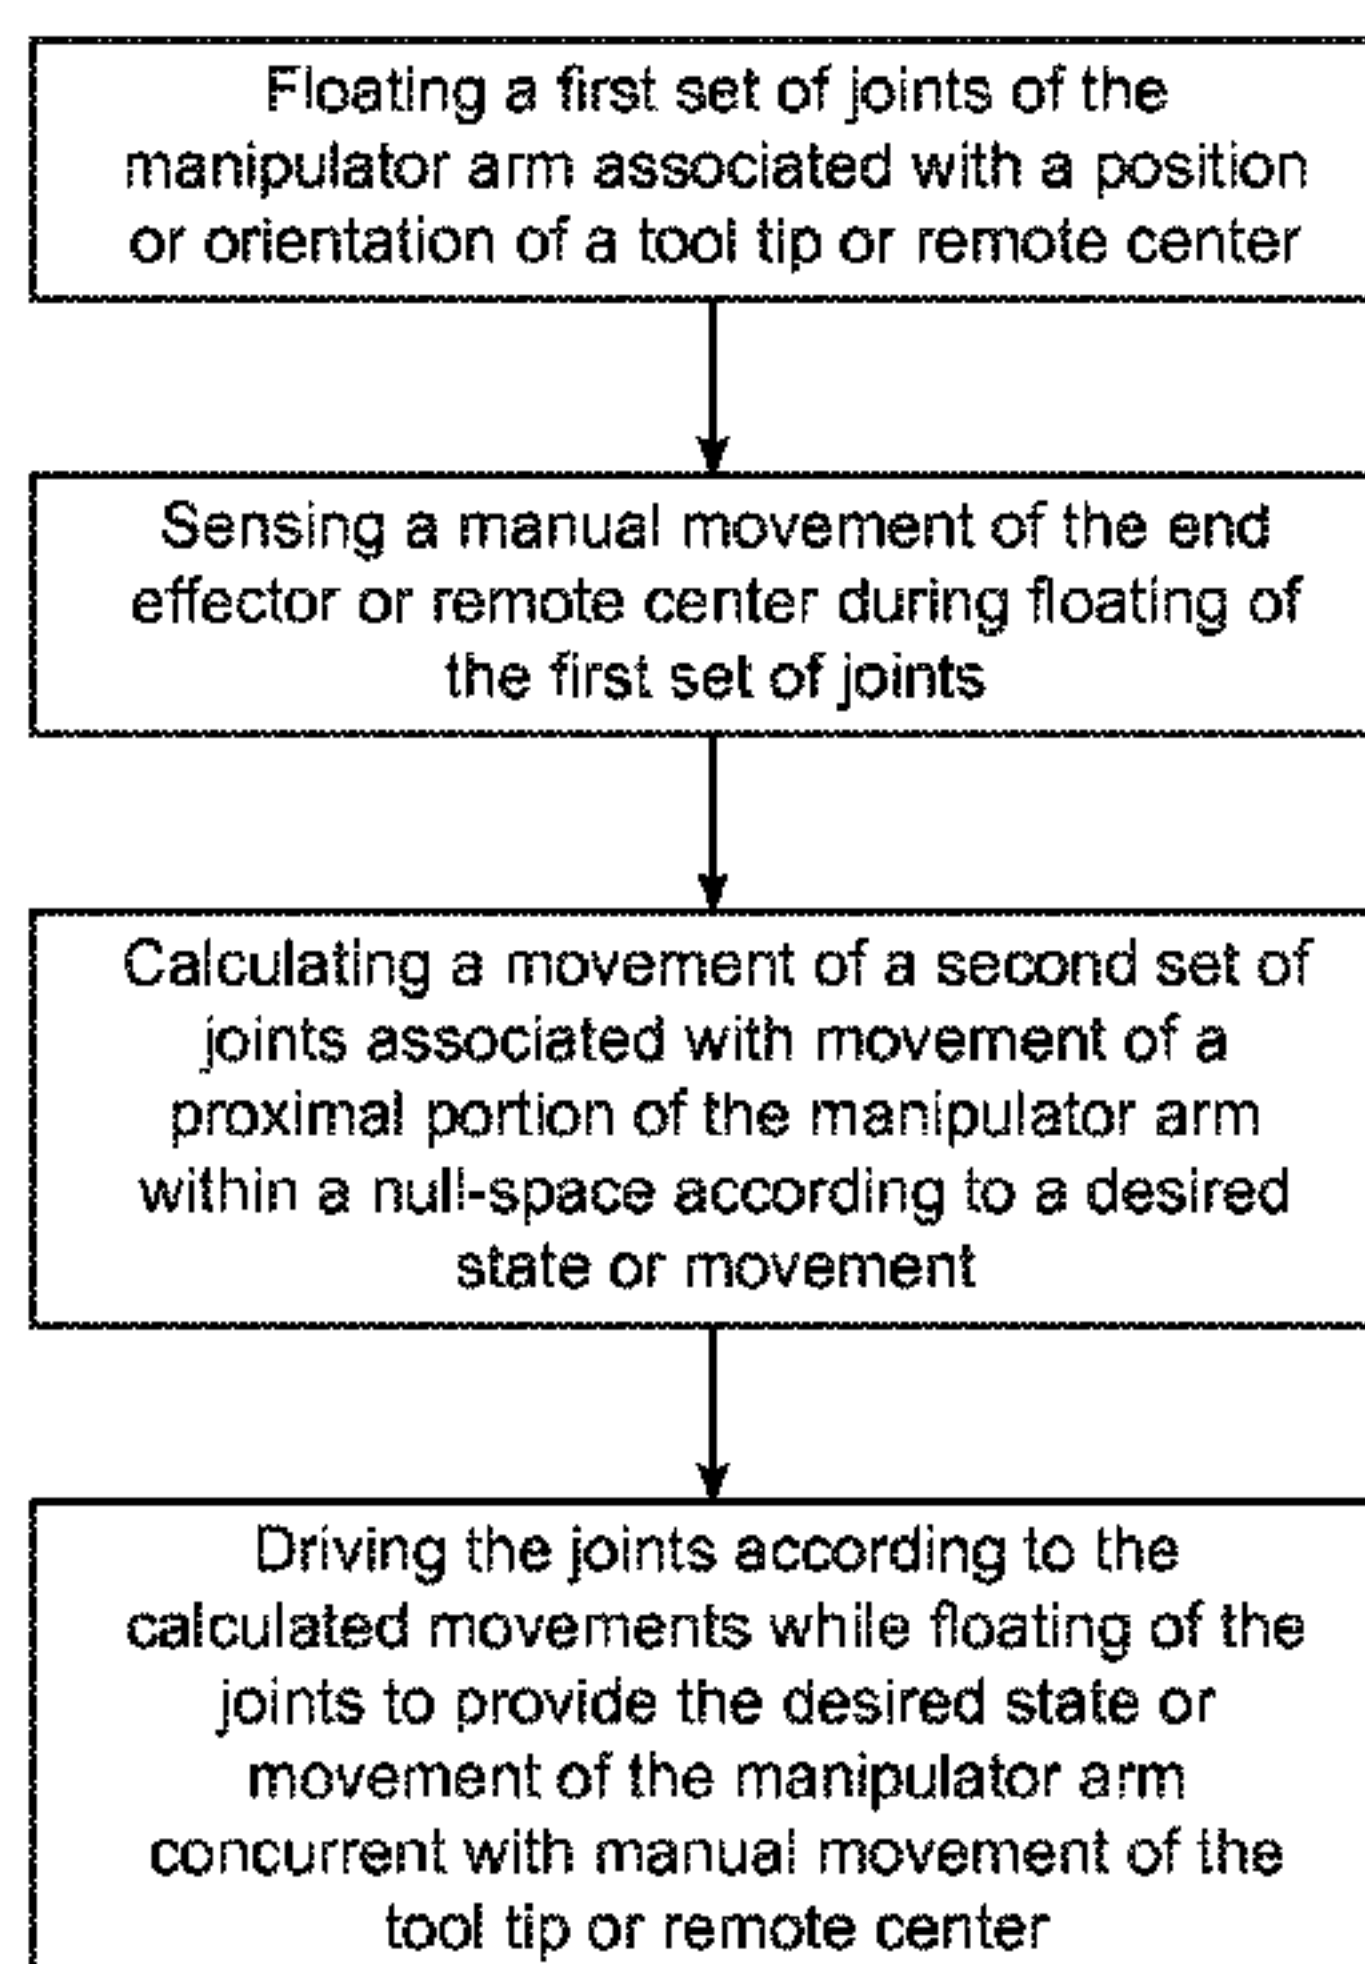 Floating a first set of joints of the
manipulator arm associated with a position
or orientation of a tool tip or remote center
Sensing a manual movement of the end
effector or remote center during floating of
the first set of joints
Calculating a movement of a second set of
joints associated with movement of a
proximal portion of the manipulator arm
within a null-space according to a desired
state or movement
Driving the joints according to the
calculated movements while floating of the
joints to provide the desired state or
movement of the manipulator arm
concurrent with manual movement of the
tool tip or remote center